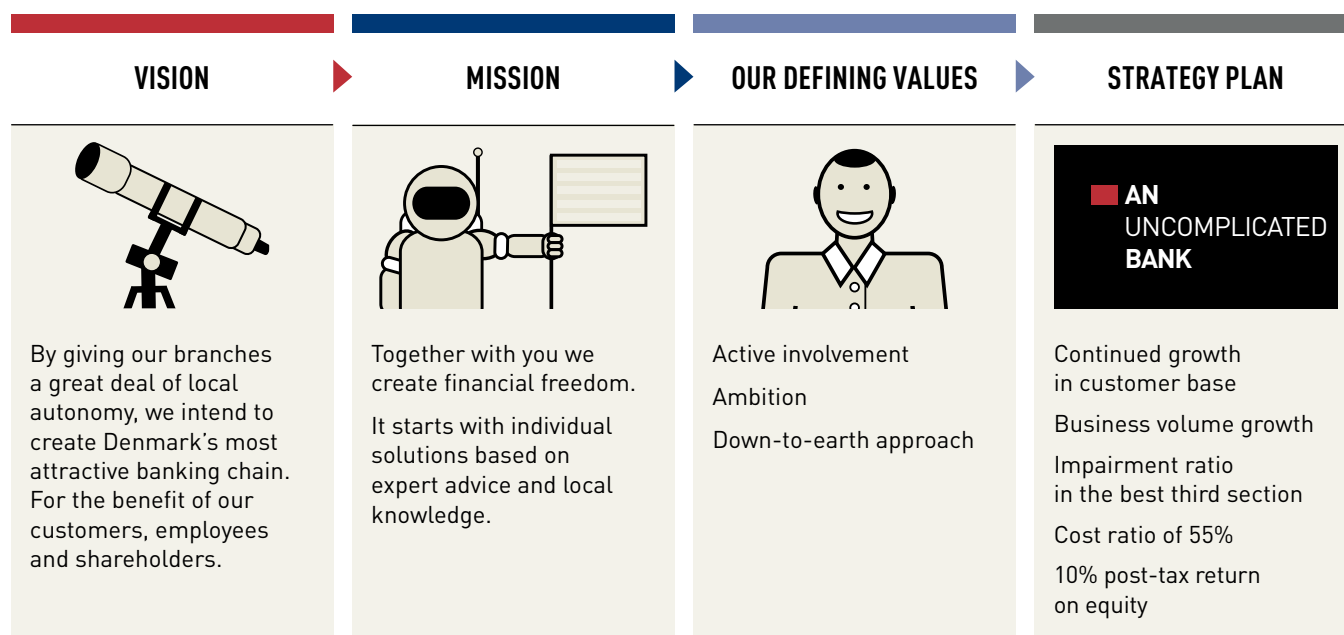 VISION
MISSION
OUR DEFINING VALUES
STRATEGY PLAN
By giving our branches
a great deal of local
autonomy, we intend to
create Denmark's most
attractive banking chain.
For the benefit of our
customers, employees
and shareholders.
Together with you we
create financial freedom.
It starts with individual
solutions based on
expert advice and local
knowledge.
Active involvement
Ambition
Down-to-earth approach
AN
UNCOMPLICATED
BANK
Continued growth
in customer base
Business volume growth
Impairment ratio
in the best third section
Cost ratio of 55%
10% post-tax return
on equity